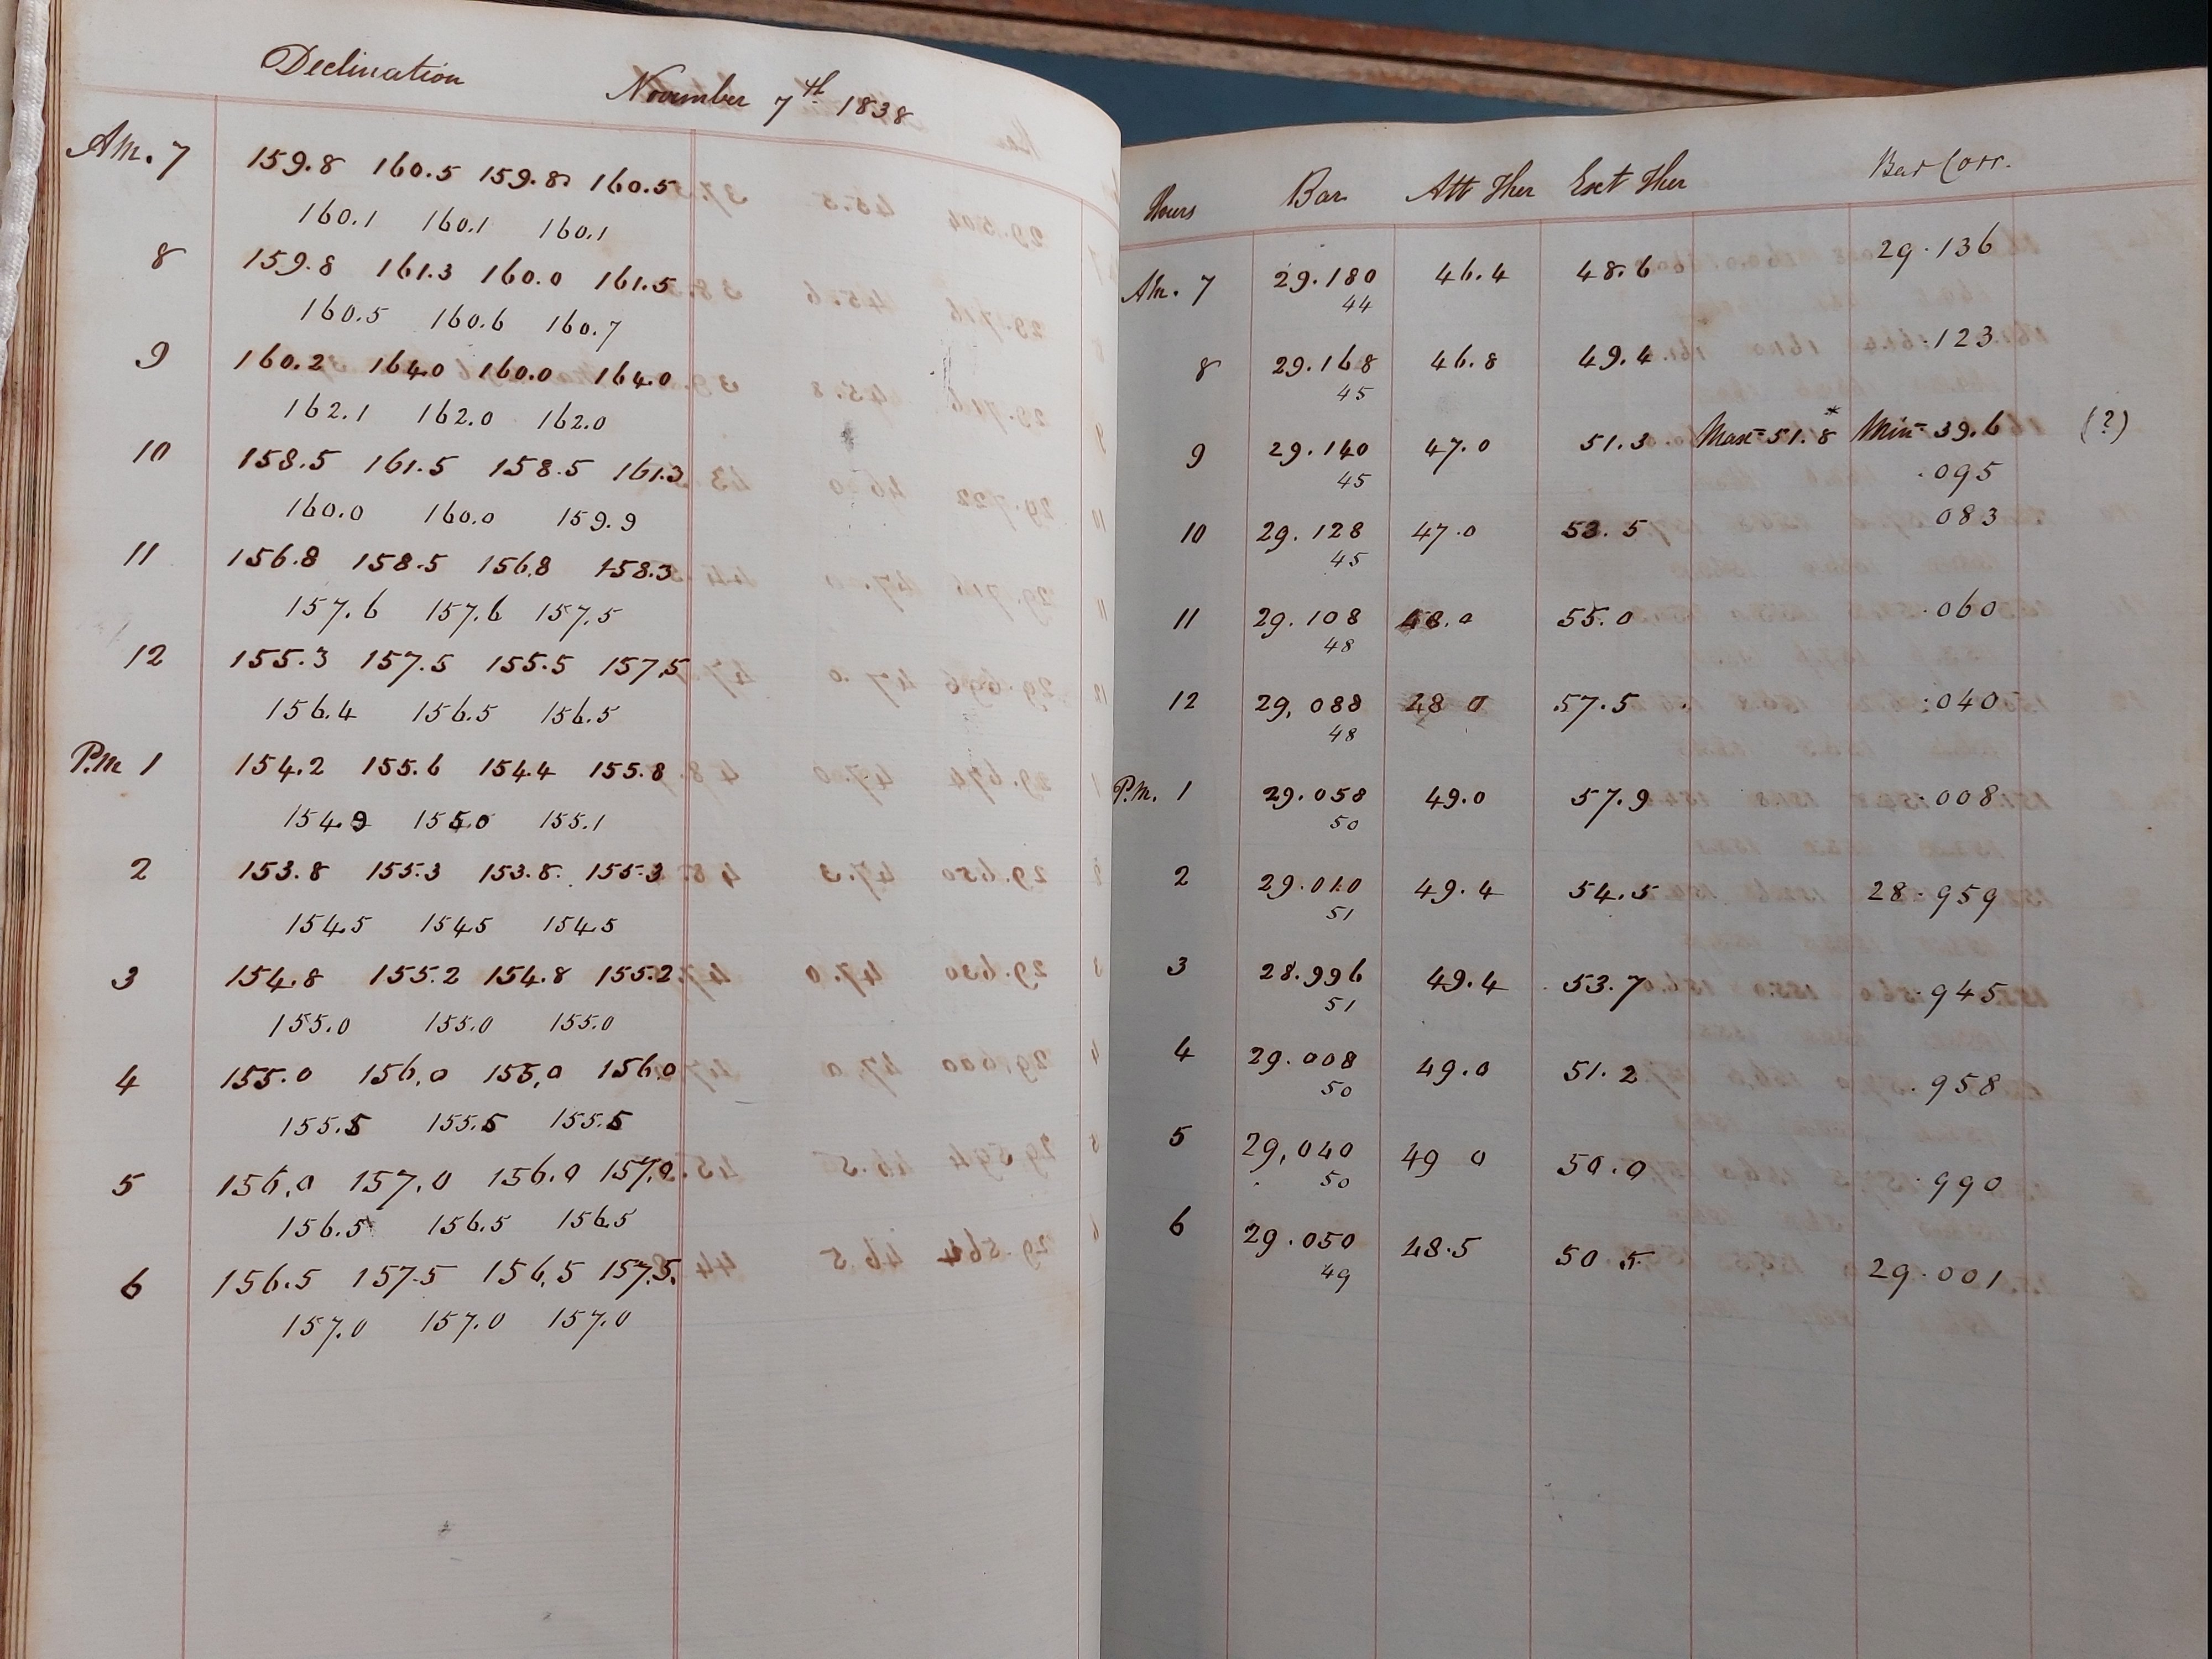 Declination November 7th 1838
Am. 7 159.8 160.5 159.8 160.5
160.1 160.1 160.1
8 159.8 161.3 160.0 161.5
160.5 160.6 160.7
9 160.2 164.0 160.0 164.0
162.1 162.0 162.0
10 158.5 161.5 158.5 161.3
160.0 160.0 159.9
11 156.8 158.5 156.8 158.3
157.6 157.6 157.5
12 155.3 157.5 155.5 157.5
156.4 156.5 156.5
P.m 1 154.2 155.6 154.4 155.8
154.9 155.0 155.1
2 153.8 155.3 153.8 155.3
154.5 154.5 154.5
3 154.8 155.2 154.8 155.2
155.0 155.0 155.0
4 155.0 156,0 155,0 156.0
155.5 155.5 155.5
5 156,0 157,0 156.0 157,0
156.5 156.5 156.5
6 156.5 157.5 156,5 157,5
157.0 157.0 157.0
Hours Bar Att Ther Ext Ther Bar Corr.
Am. 7 29.180 46.4 48.6 29.136
44
8 29.168 46.8 49.4 .123
45
9 29.140 47.0 51.3 Max= 51.8* Min= 39.6 (?)
45 .095
10 29.128 47.0 53.5 083
45
11 29.108 48.0 55.0 .060
48
12 29,088 48 0 57.5 .040
48
P.M. 1 29.058 49.0 57.9 .008
50
2 29.010 49.4 54.5 28.959
51
3 28.996 49.4 53.7 .945
51
4 29.008 49.0 51.2 .958
50
5 29,040 49 0 50.0 .990
50
6 29.050 48.5 50.5 29.001
49